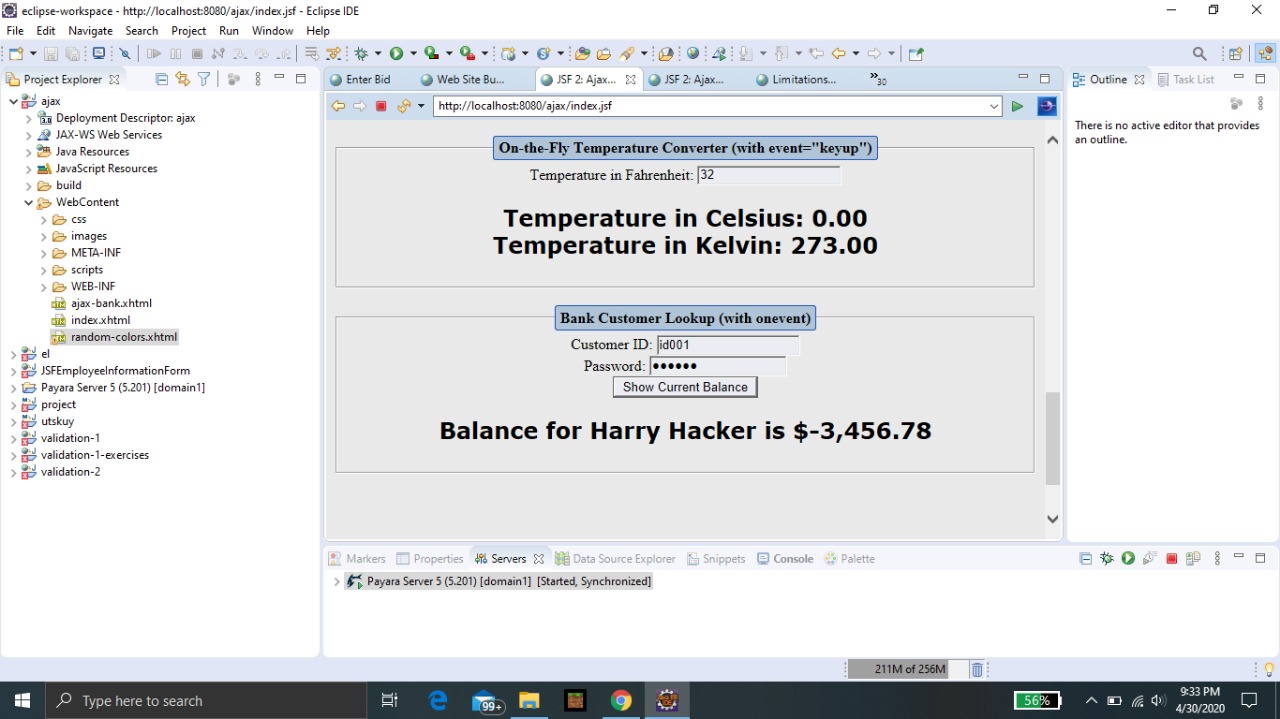 eclipse-workspace - http://localhost:8080/ajax/index.jsf - Eclipse IDE
File Edit Navigate Search Project Run Window Help
Project Explorer
Enter Bid
Web Site Bu...
JSF 2: Ajax...
JSF 2: Ajax...
Limitations...
»30
Outline
Task List
http://localhost:8080/ajax/index.jsf
ajax
Deployment Descriptor: ajax
JAX-WS Web Services
Java Resources
JavaScript Resources
build
WebContent
css
images
META-INF
scripts
WEB-INF
ajax-bank.xhtml
index.xhtml
random-colors.xhtml
el
JSFEmployeeInformationForm
Payara Server 5 (5.201) [domain1]
project
utskuy
validation-1
validation-1-exercises
validation-2
On-the-Fly Temperature Converter (with event="keyup")
Temperature in Fahrenheit: 32
Temperature in Celsius: 0.00
Temperature in Kelvin: 273.00
Bank Customer Lookup (with onevent)
Customer ID: id001
Password: ●●●●●●
Show Current Balance
Balance for Harry Hacker is $-3,456.78
There is no active editor that provides
an outline.
Markers
Properties
Servers
Data Source Explorer
Snippets
Console
Palette
Payara Server 5 (5.201) [domain1] [Started, Synchronized]
211M of 256M
Type here to search
99+
56%
9:33 PM
4/30/2020